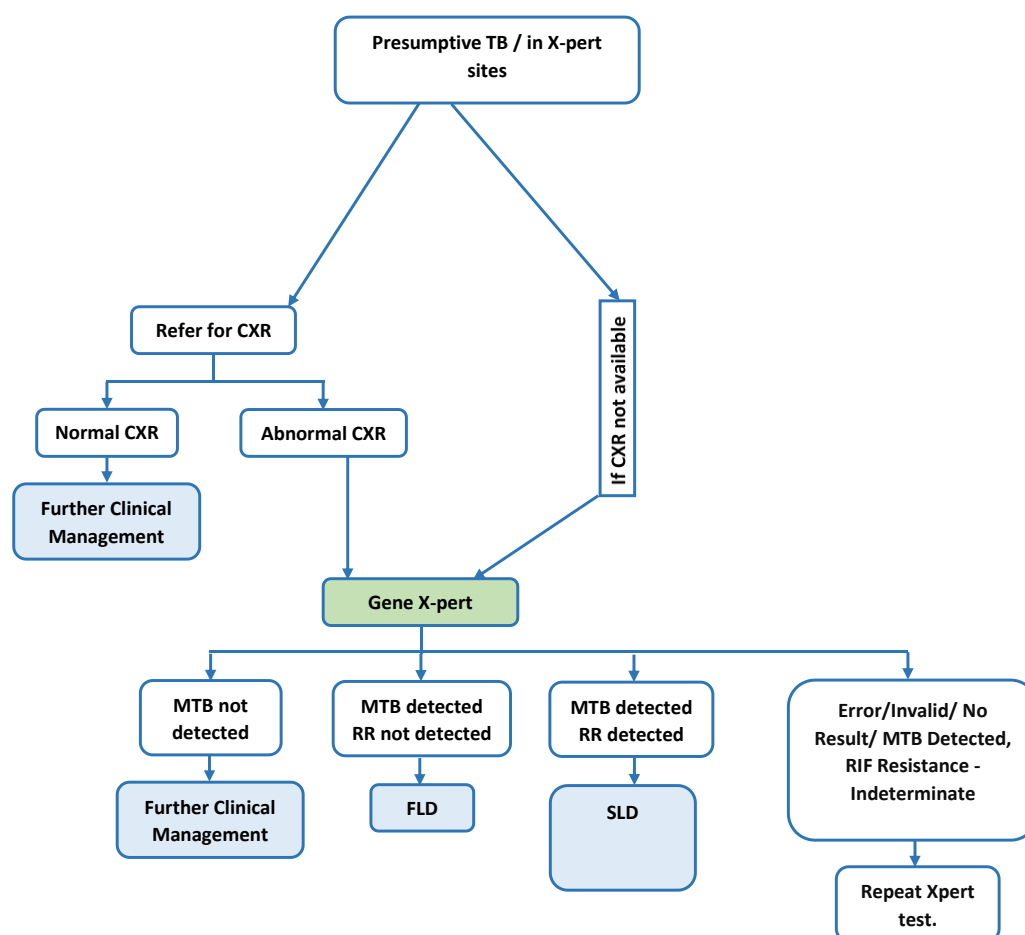 Presumptive TB / in X-pert
sites
Refer for CXR
If CXR not available
Normal CXR
Abnormal CXR
Further Clinical
Management
Gene X-pert
MTB not
detected
MTB detected
RR not detected
MTB detected
RR detected
Error/Invalid/ No
Result/ MTB Detected,
RIF Resistance -
Indeterminate
Further Clinical
Management
FLD
SLD
Repeat Xpert
test.